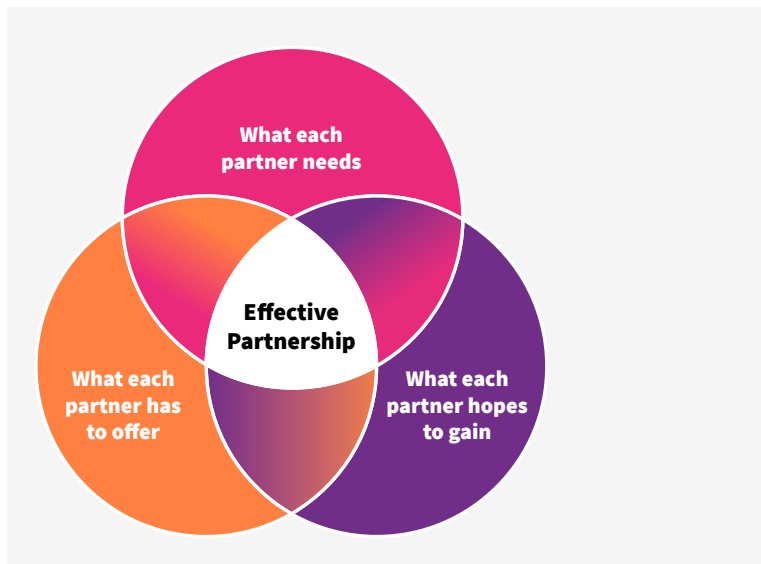 What each
partner needs
Effective
Partnership
What each
partner has
to offer
What each
partner hopes
to gain